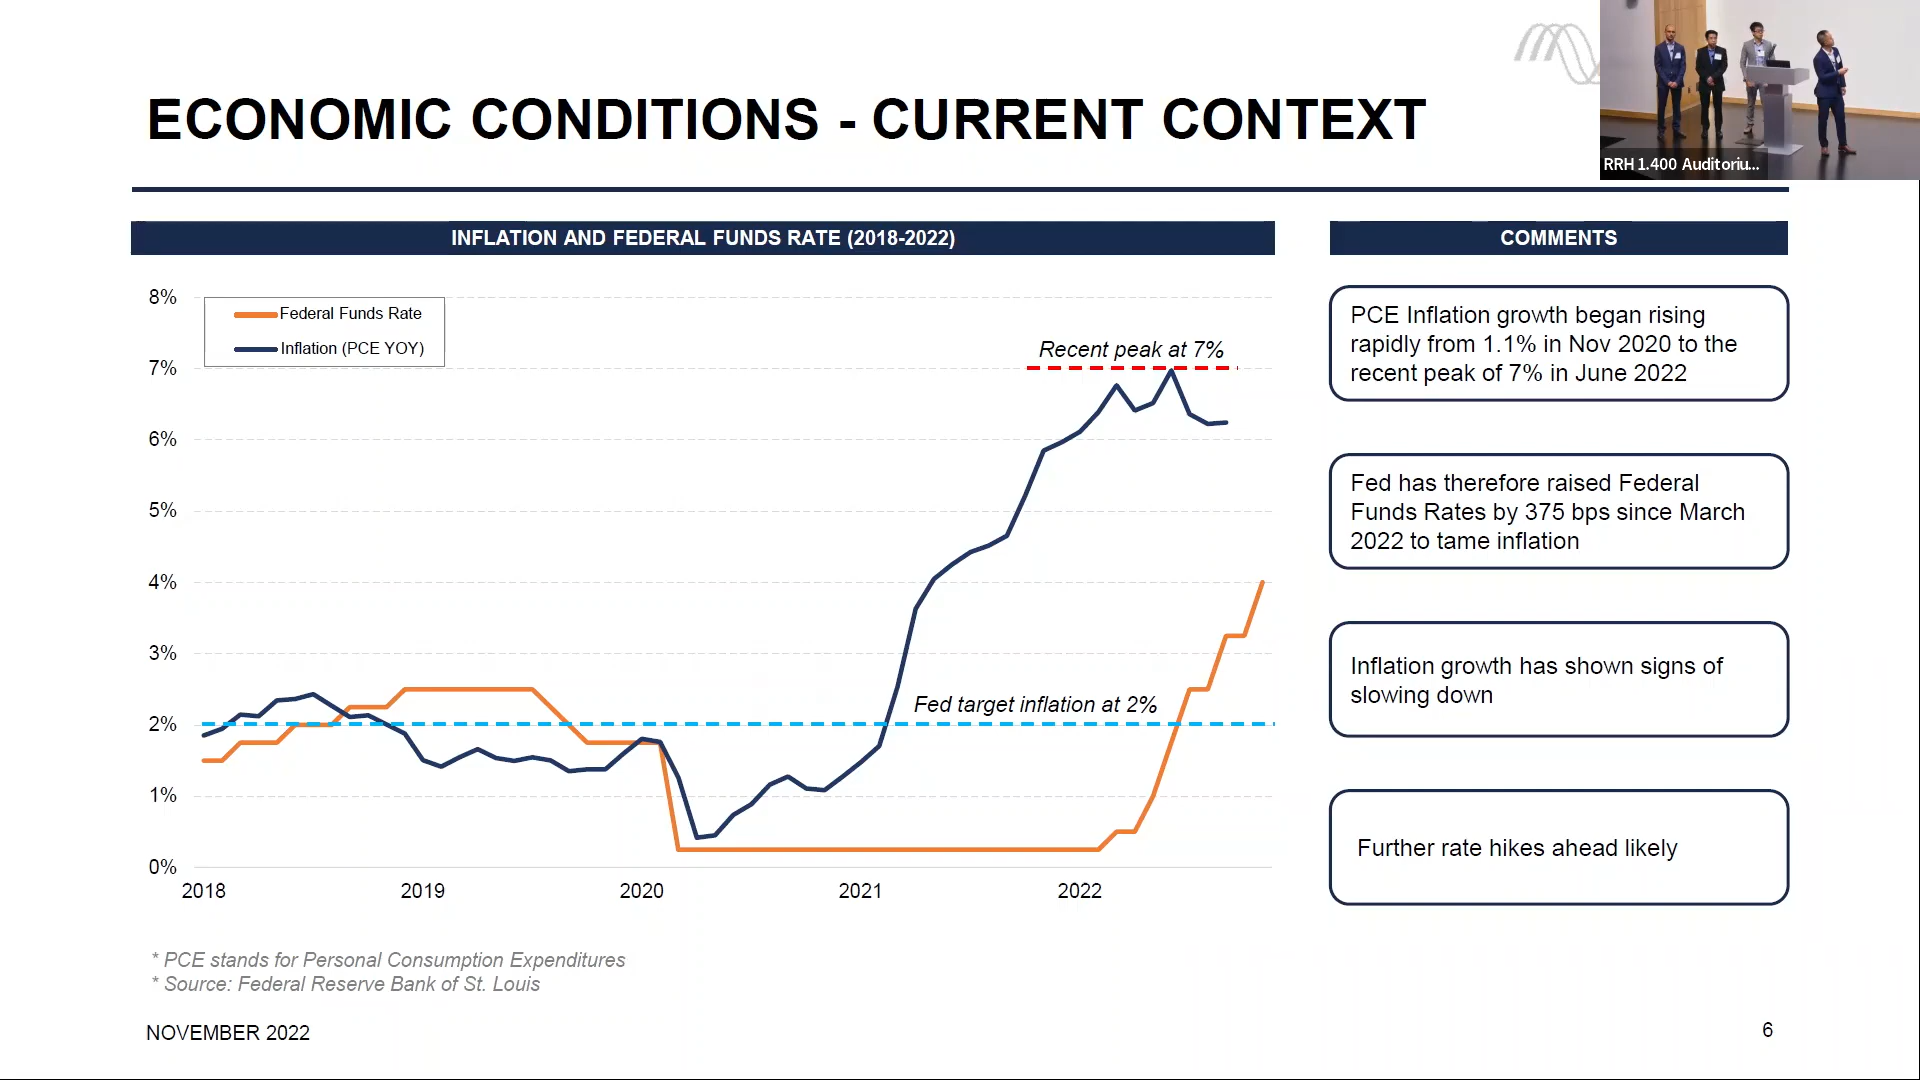 ECONOMIC CONDITIONS - CURRENT CONTEXT
RRH 1.400 Auditoriu...
INFLATION AND FEDERAL FUNDS RATE (2018-2022)
8%
7%
6%
5%
4%
3%
2%
1%
0%
Federal Funds Rate
Inflation (PCE YOY)
Recent peak at 7%
Fed target inflation at 2%
2018
2019
2020
2021
2022
COMMENTS
PCE Inflation growth began rising
rapidly from 1.1% in Nov 2020 to the
recent peak of 7% in June 2022
Fed has therefore raised Federal
Funds Rates by 375 bps since March
2022 to tame inflation
Inflation growth has shown signs of
slowing down
Further rate hikes ahead likely
* PCE stands for Personal Consumption Expenditures
* Source: Federal Reserve Bank of St. Louis
NOVEMBER 2022
6